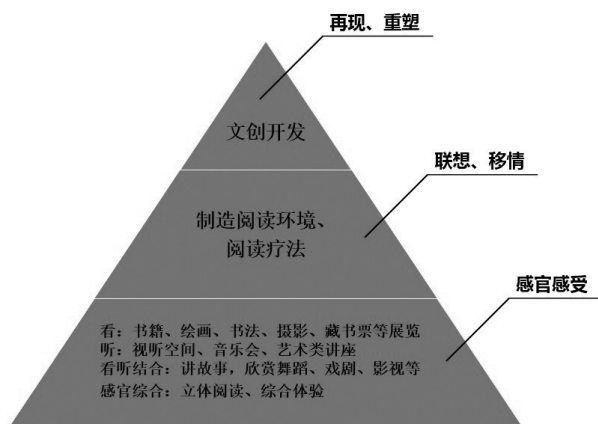 再现、重塑
文创开发
联想、移情
制造阅读环境、
阅读疗法
感官感受
看：书籍、绘画、书法、摄影、藏书票等展览
听：视听空间、音乐会、艺术类讲座
看听结合：讲故事，欣赏舞蹈、戏剧、影视等
感官综合：立体阅读、综合体验